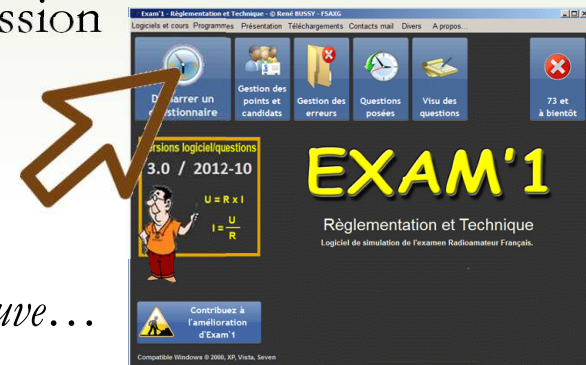 ssion
Exam'1 - Règlementation et Technique - © René BUSSY - F5AXG
Logiciels et cours Programmes Présentation Téléchargements Contacts mail Divers A propos...
Gestion des
points et
candidats
Gestion des
erreurs
Questions
posées
Visu des
questions
73 et
à bientôt
Versions logiciel/questions
3.0 / 2012-10
U = R x I
I = U
R
EXAM'1
Règlementation et Technique
Logiciel de simulation de l'examen Radioamateur Français.
uve...
Contribuez à
l'amélioration
d'Exam'1
Compatible Windows ® 2000, XP, Vista, Seven